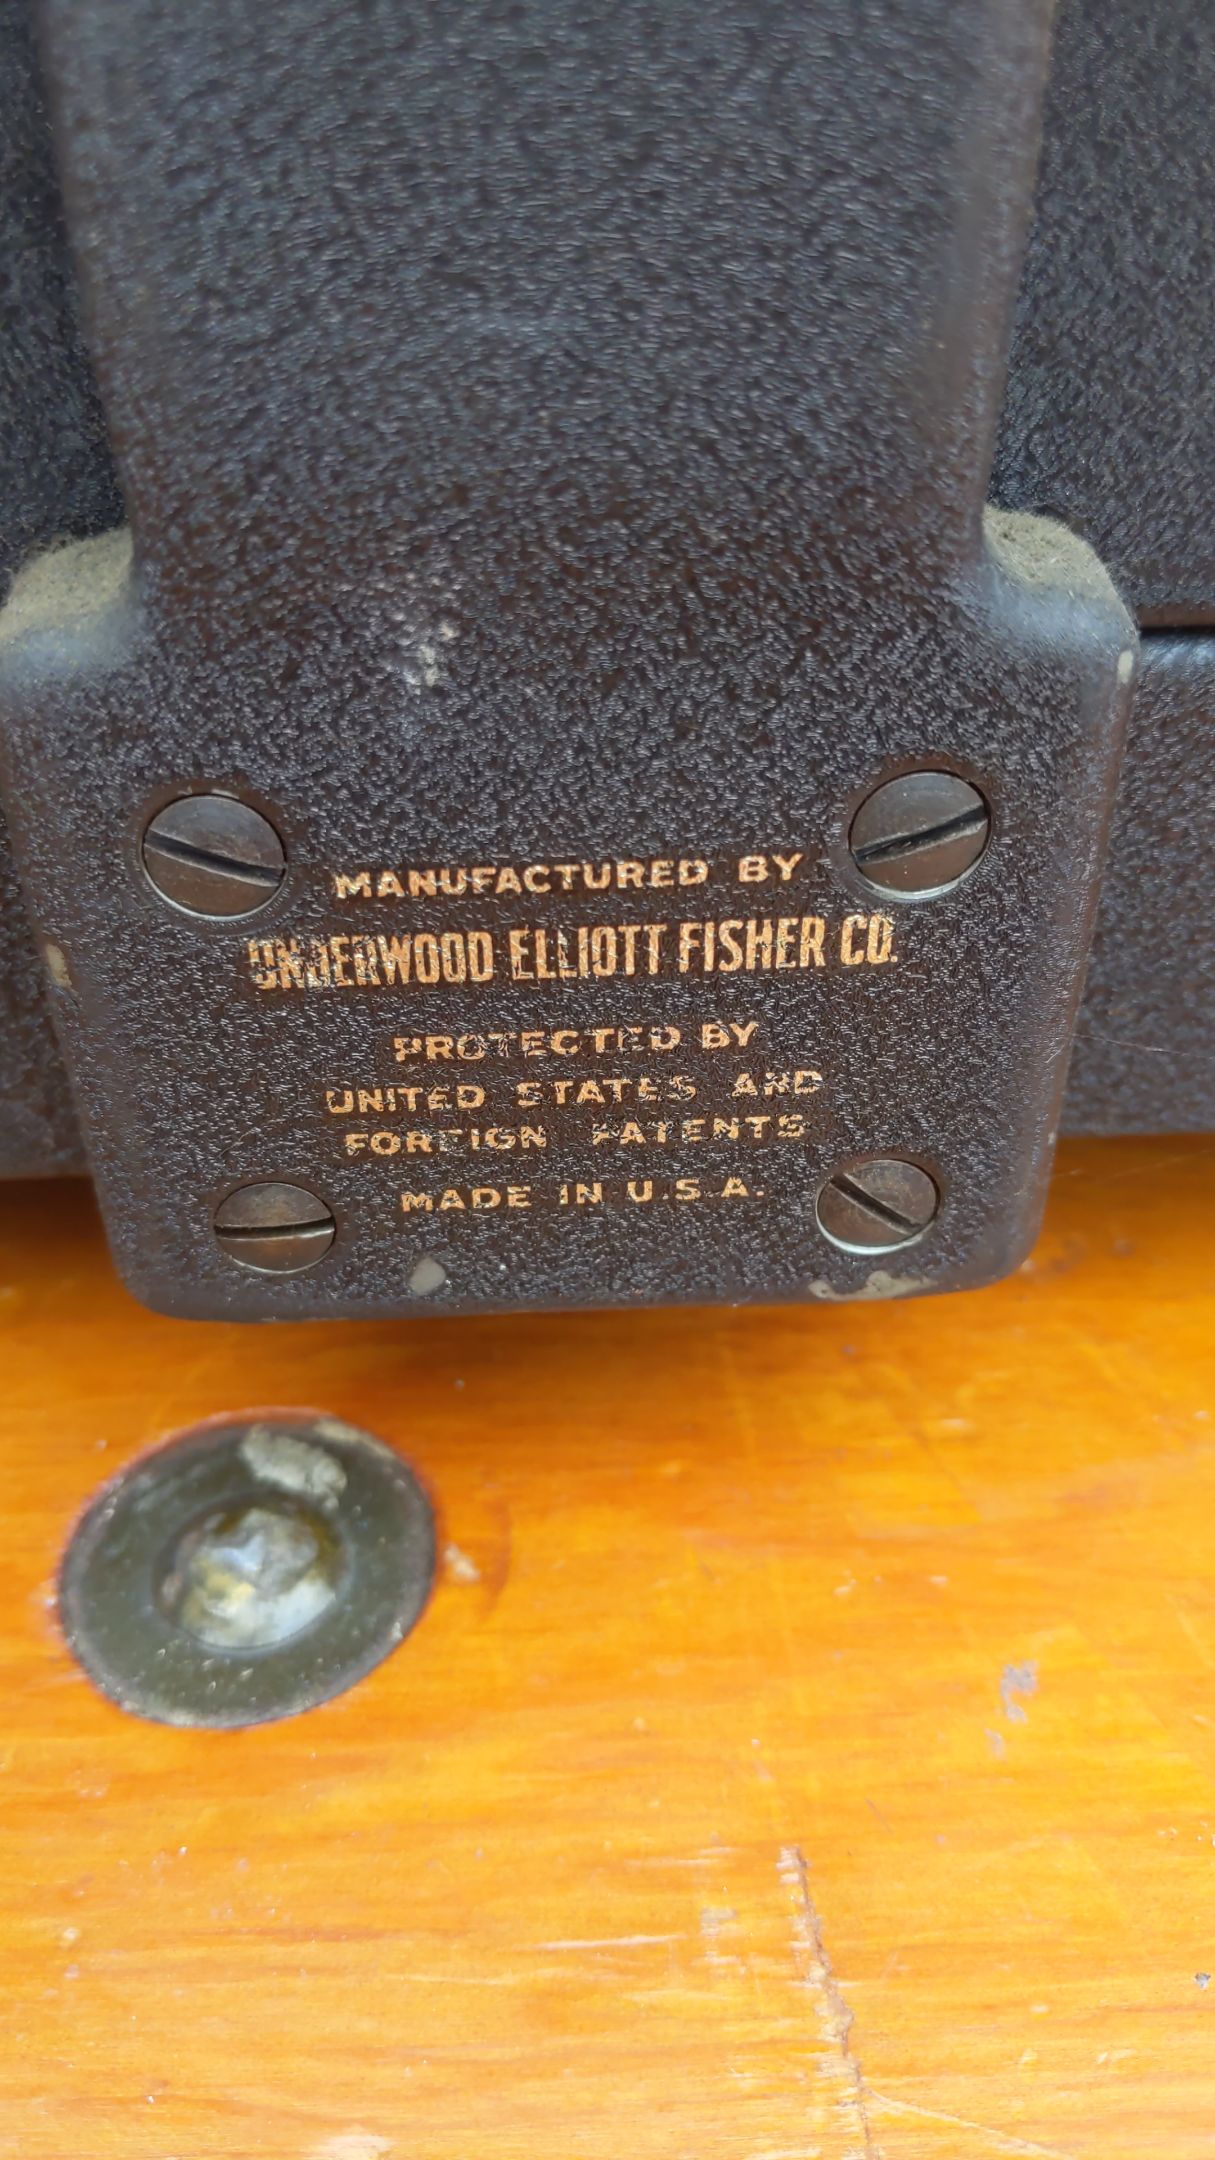 MANUFACTURED BY
UNDERWOOD ELLIOTT FISHER CO.
PROTECTED BY
UNITED STATES AND
FOREIGN PATENTS
MADE IN U.S.A.